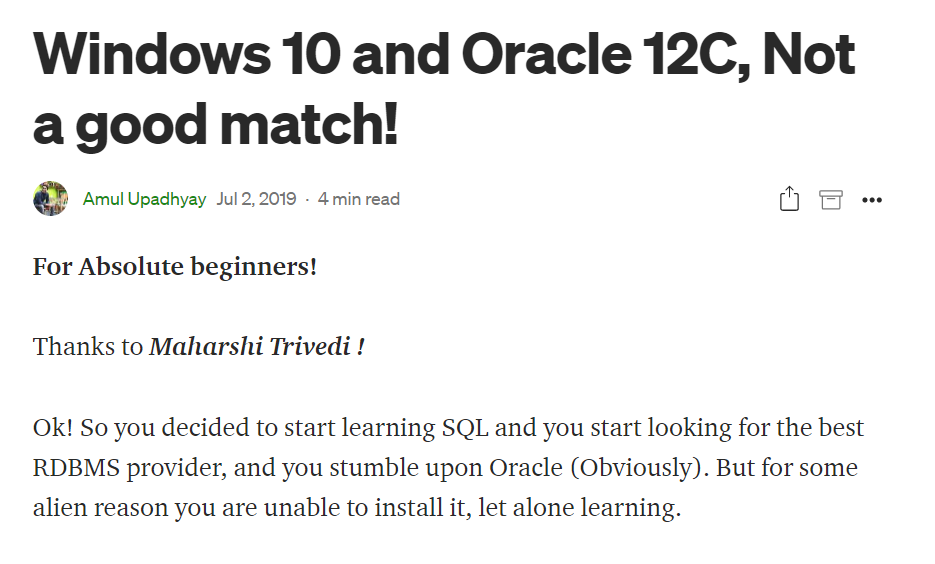 Windows 10 and Oracle 12C, Not
a good match!
Amul Upadhyay Jul 2, 2019 · 4 min read
For Absolute beginners!
Thanks to Maharshi Trivedi !
Ok! So you decided to start learning SQL and you start looking for the best
RDBMS provider, and you stumble upon Oracle (Obviously). But for some
alien reason you are unable to install it, let alone learning.